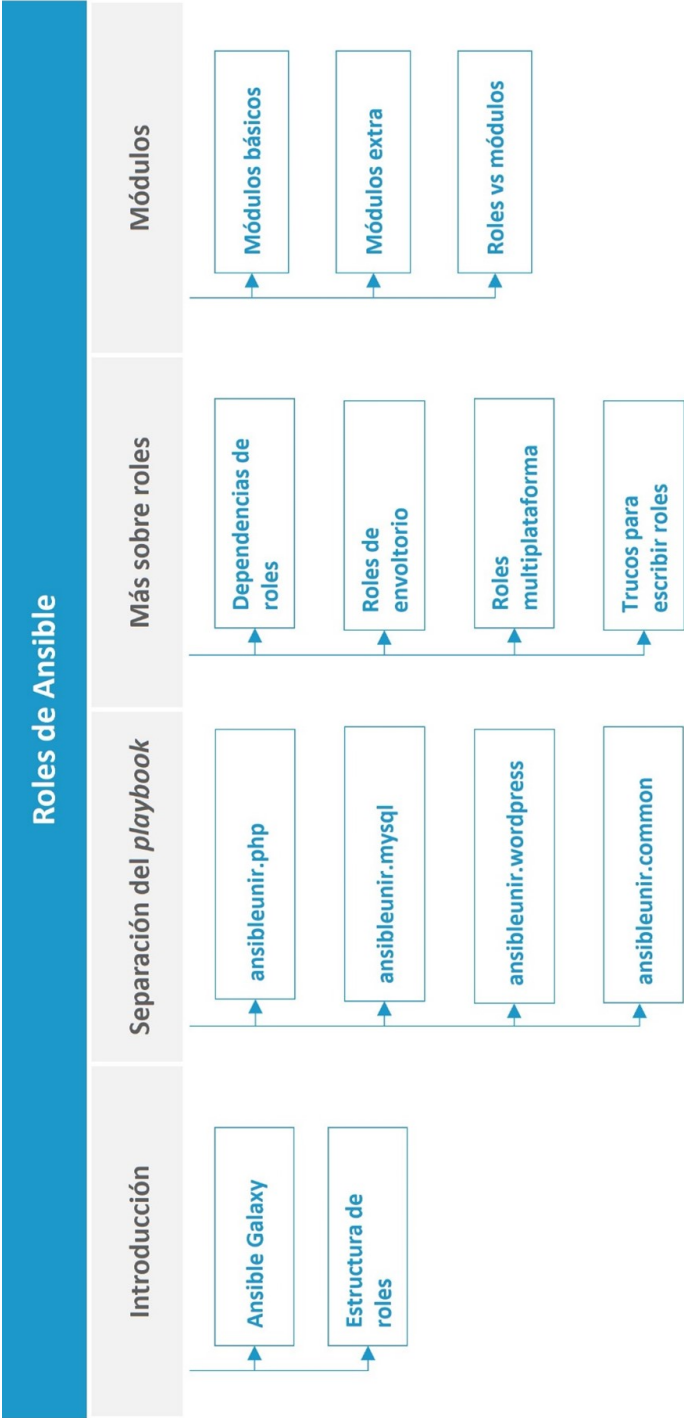 Roles de Ansible
Introducción
Ansible Galaxy
Estructura de
roles
Separación del playbook
ansibleunir.php
ansibleunir.mysql
ansibleunir.wordpress
ansibleunir.common
Más sobre roles
Dependencias de
roles
Roles de
envoltorio
Roles
multiplataforma
Trucos para
escribir roles
Módulos
Módulos básicos
Módulos extra
Roles vs módulos